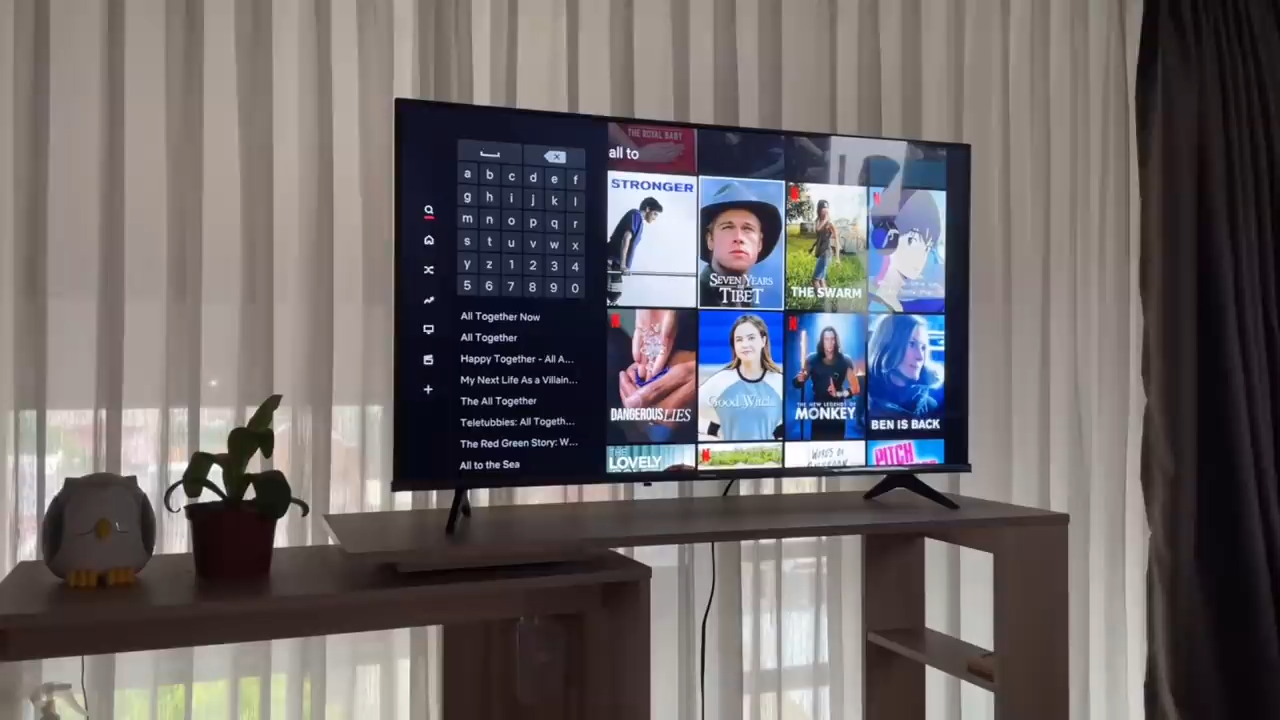 THE ROYAL BABY
all to
a b c d e f
g h i j k l
m n o p q r
s t u v w x
y z 1 2 3 4
5 6 7 8 9 0
All Together Now
All Together
Happy Together - All A...
My Next Life As a Villain...
The All Together
Teletubbies: All Togeth...
The Red Green Story: W...
All to the Sea
STRONGER
SEVEN YEARS
IN
TIBET
N
THE SWARM
N
N
DANGEROUS LIES
Good Witch
N
THE NEW LEGENDS OF
MONKEY
BEN IS BACK
THE
LOVELY
N
WORDS OF
PITCH